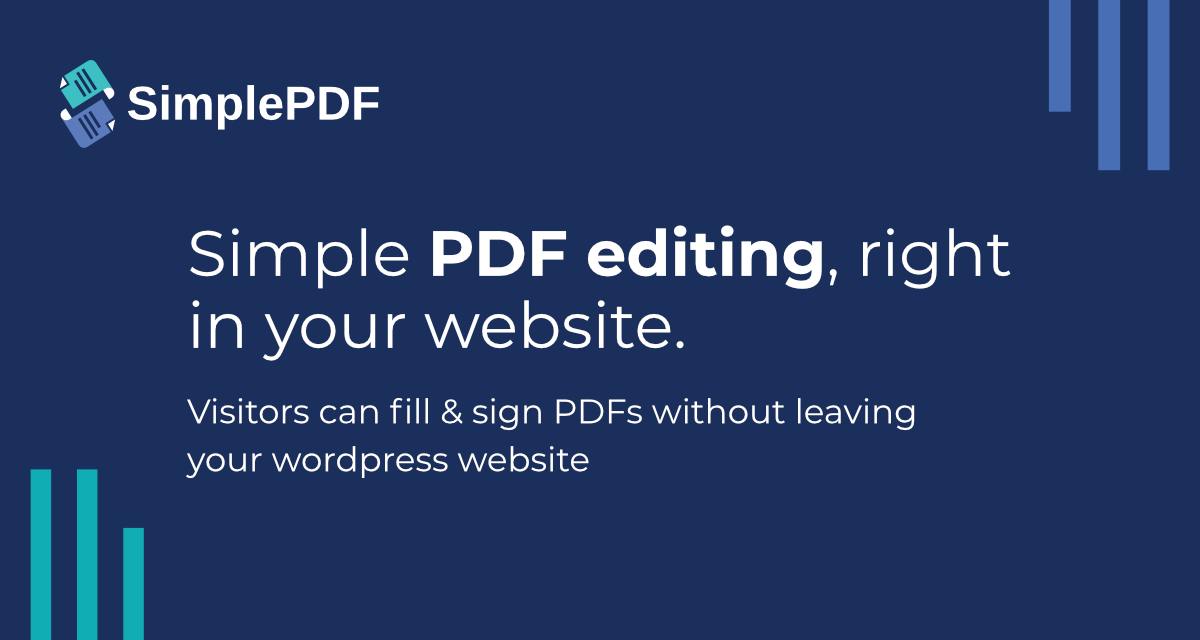 SimplePDF
Simple PDF editing, right
in your website.
Visitors can fill & sign PDFs without leaving
your wordpress website